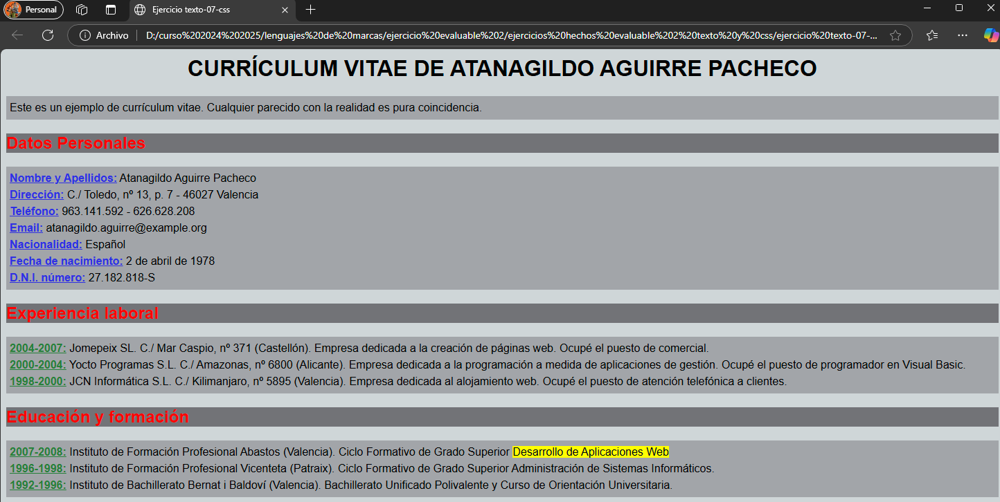 Personal
Ejercicio texto-07-css
Archivo
D:/curso%202024%202025/lenguajes%20de%20marcas/ejercicio%20evaluable%202/ejercicios%20hechos%20evaluable%202%20texto%20y%20css/ejercicio%20texto-07-...
CURRÍCULUM VITAE DE ATANAGILDO AGUIRRE PACHECO
Este es un ejemplo de currículum vitae. Cualquier parecido con la realidad es pura coincidencia.
Datos Personales
Nombre y Apellidos: Atanagildo Aguirre Pacheco
Dirección: C./ Toledo, nº 13, p. 7 - 46027 Valencia
Teléfono: 963.141.592 - 626.628.208
Email: atanagildo.aguirre@example.org
Nacionalidad: Español
Fecha de nacimiento: 2 de abril de 1978
D.N.I. número: 27.182.818-S
Experiencia laboral
2004-2007: Jomepeix SL. C./ Mar Caspio, nº 371 (Castellón). Empresa dedicada a la creación de páginas web. Ocupé el puesto de comercial.
2000-2004: Yocto Programas S.L. C./ Amazonas, nº 6800 (Alicante). Empresa dedicada a la programación a medida de aplicaciones de gestión. Ocupé el puesto de programador en Visual Basic.
1998-2000: JCN Informática S.L. C./ Kilimanjaro, nº 5895 (Valencia). Empresa dedicada al alojamiento web. Ocupé el puesto de atención telefónica a clientes.
Educación y formación
2007-2008: Instituto de Formación Profesional Abastos (Valencia). Ciclo Formativo de Grado Superior Desarrollo de Aplicaciones Web
1996-1998: Instituto de Formación Profesional Vicenteta (Patraix). Ciclo Formativo de Grado Superior Administración de Sistemas Informáticos.
1992-1996: Instituto de Bachillerato Bernat i Baldoví (Valencia). Bachillerato Unificado Polivalente y Curso de Orientación Universitaria.